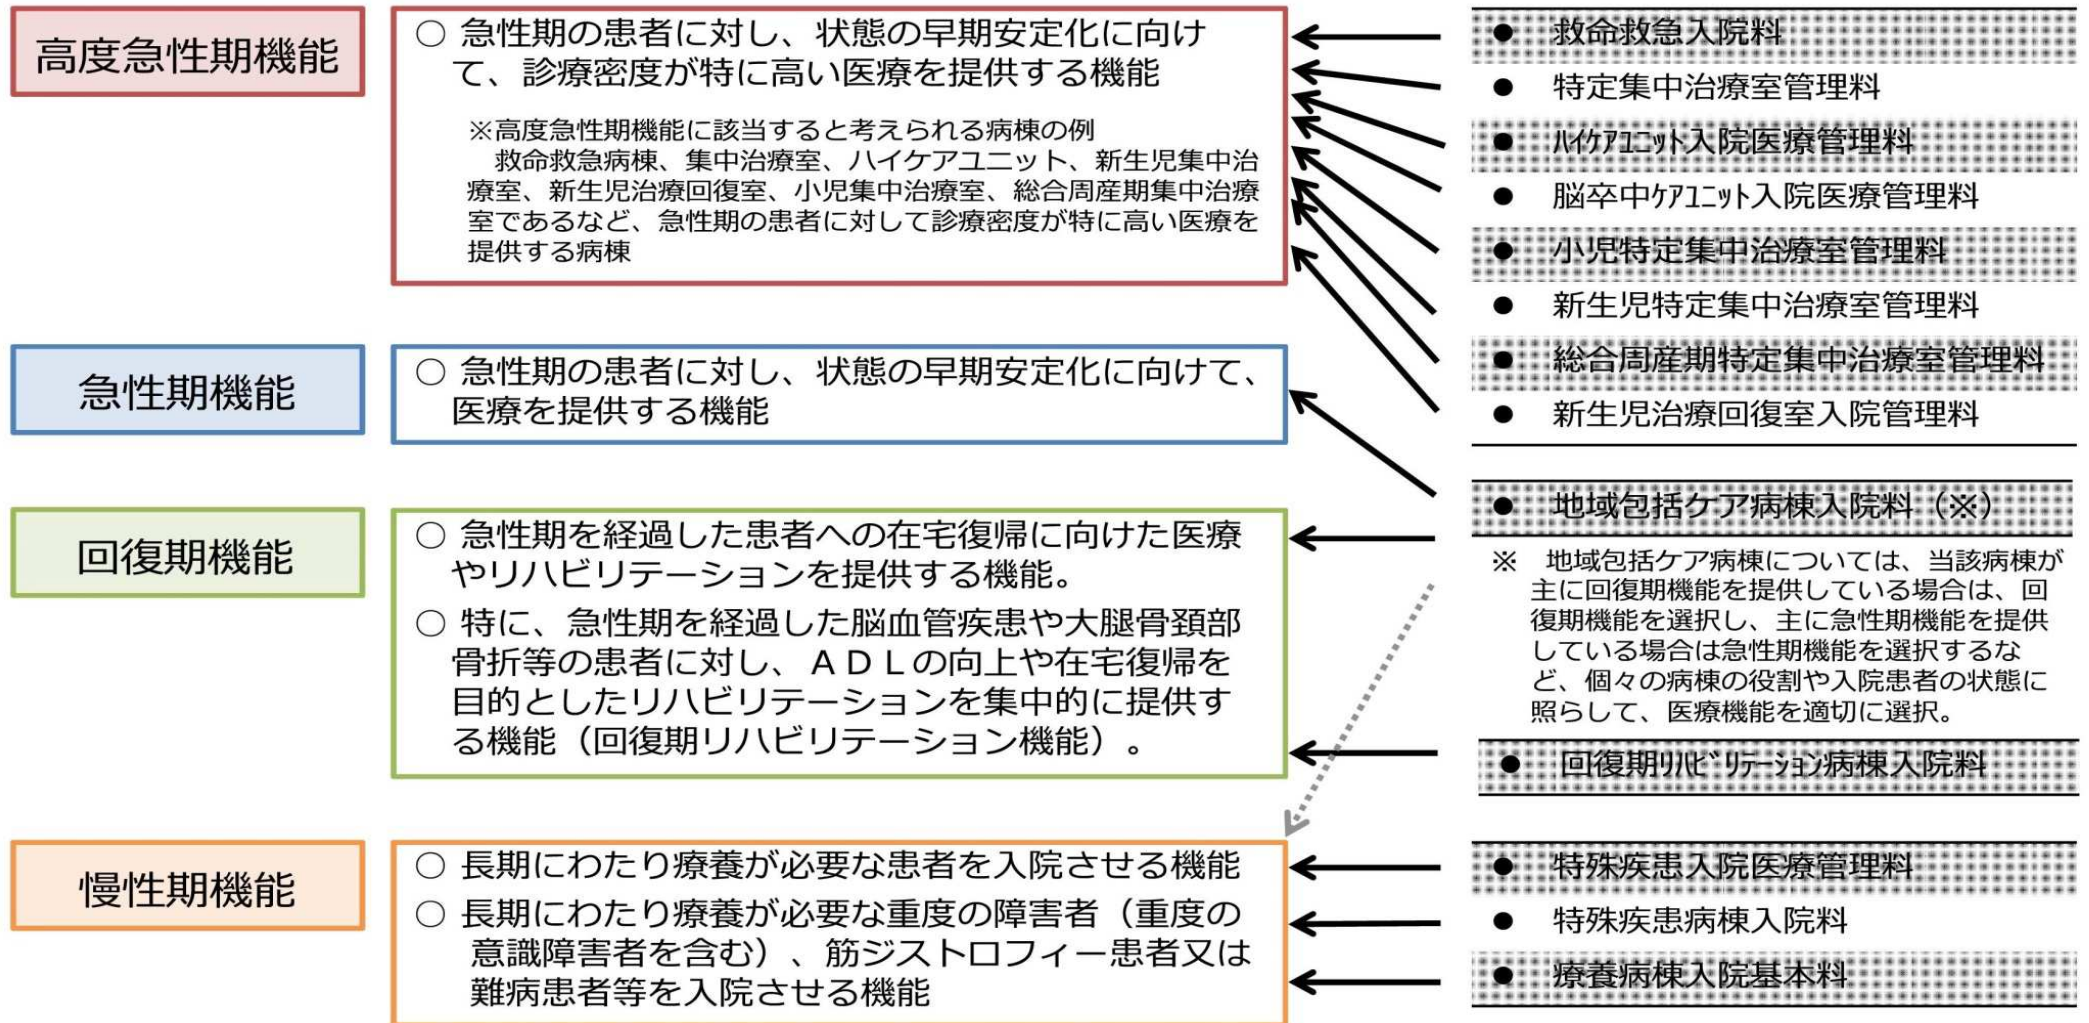 高度急性期機能
○ 急性期の患者に対し、状態の早期安定化に向け
て、診療密度が特に高い医療を提供する機能
※高度急性期機能に該当すると考えられる病棟の例
救命救急病棟、集中治療室、ハイケアユニット、新生児集中治
療室、新生児治療回復室、小児集中治療室、総合周産期集中治療
室であるなど、急性期の患者に対して診療密度が特に高い医療を
提供する病棟
● 救命救急入院料
● 特定集中治療室管理料
● ﾊｲｹｱﾕﾆｯﾄ入院医療管理料
● 脳卒中ｹｱﾕﾆｯﾄ入院医療管理料
● 小児特定集中治療室管理料
● 新生児特定集中治療室管理料
● 総合周産期特定集中治療室管理料
● 新生児治療回復室入院管理料
急性期機能
○ 急性期の患者に対し、状態の早期安定化に向けて、
医療を提供する機能
● 地域包括ケア病棟入院料（※）
※ 地域包括ケア病棟については、当該病棟が
主に回復期機能を提供している場合は、回
復期機能を選択し、主に急性期機能を提供
している場合は急性期機能を選択するな
ど、個々の病棟の役割や入院患者の状態に
照らして、医療機能を適切に選択。
回復期機能
○ 急性期を経過した患者への在宅復帰に向けた医療
やリハビリテーションを提供する機能。
○ 特に、急性期を経過した脳血管疾患や大腿骨頚部
骨折等の患者に対し、ＡＤＬの向上や在宅復帰を
目的としたリハビリテーションを集中的に提供す
る機能（回復期リハビリテーション機能）。
● 回復期ﾘﾊﾋﾞﾘﾃｰｼｮﾝ病棟入院料
慢性期機能
○ 長期にわたり療養が必要な患者を入院させる機能
○ 長期にわたり療養が必要な重度の障害者（重度の
意識障害者を含む）、筋ジストロフィー患者又は
難病患者等を入院させる機能
● 特殊疾患入院医療管理料
● 特殊疾患病棟入院料
● 療養病棟入院基本料